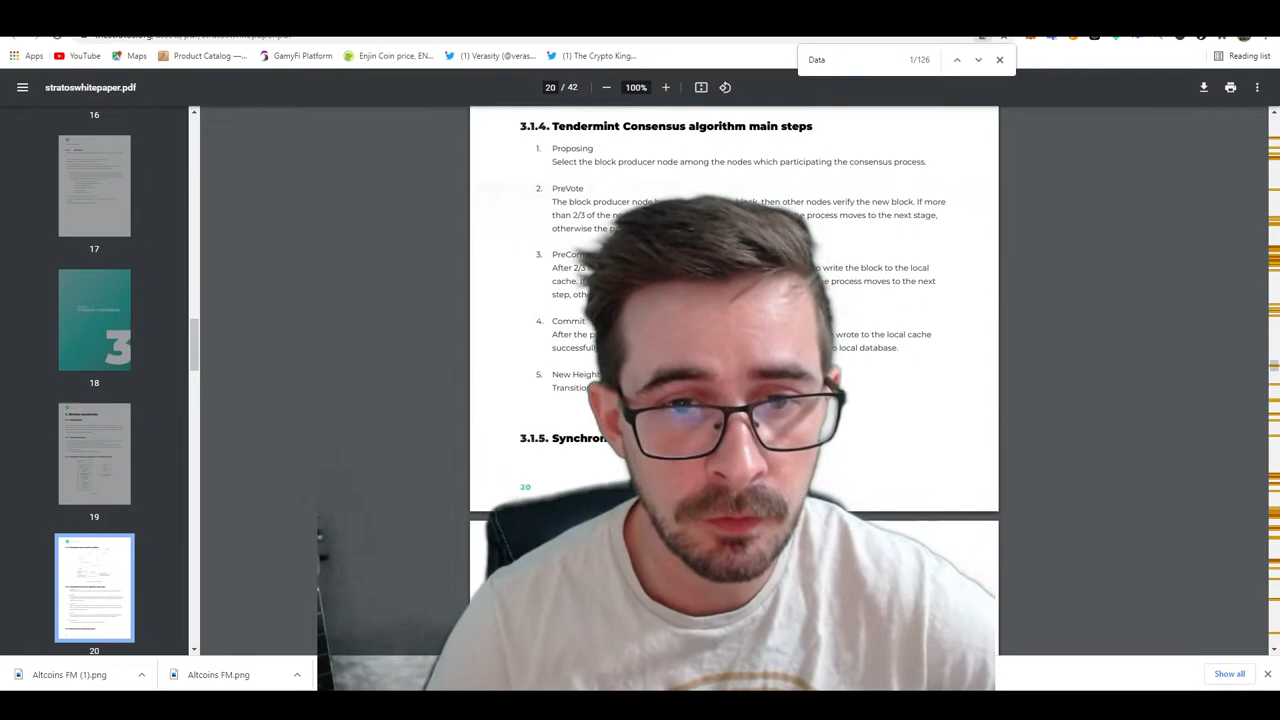 Apps
YouTube
Maps
Product Catalog —...
GamyFi Platform
Enjin Coin price, EN...
(1) Verasity (@veras...
(1) The Crypto King...
Reading list
Data
1/126
stratoswhitepaper.pdf
20 / 42
100%
16
17
18
19
20
3
3.1.4. Tendermint Consensus algorithm main steps
1. Proposing
Select the block producer node among the nodes which participating the consensus process.
2. PreVote
The block producer node block, then other nodes verify the new block. If more
than 2/3 of the the process moves to the next stage,
otherwise the
3.
After 2/3 to write the block to the local
cache. the process moves to the next
step,
4. Commit
After the wrote to the local cache
successfully local database.
5. New Height
3.1.5.
20
Altcoins FM (1).png
Altcoins FM.png
Show all